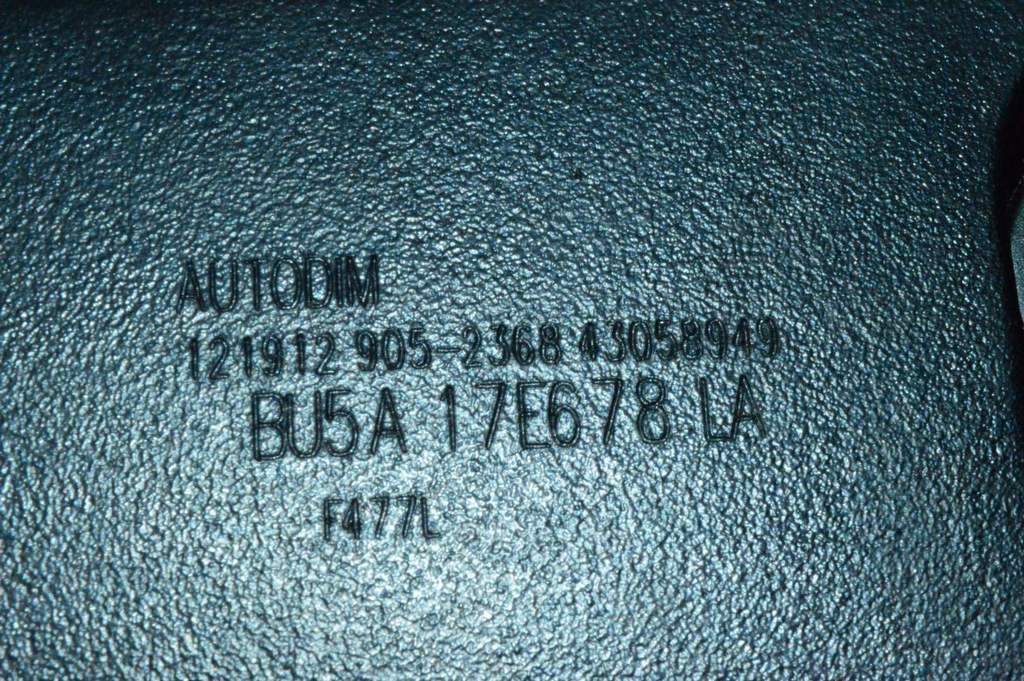 AUTODIM
121912 905-2368 43058949
BU5A 17E678 LA
F477L